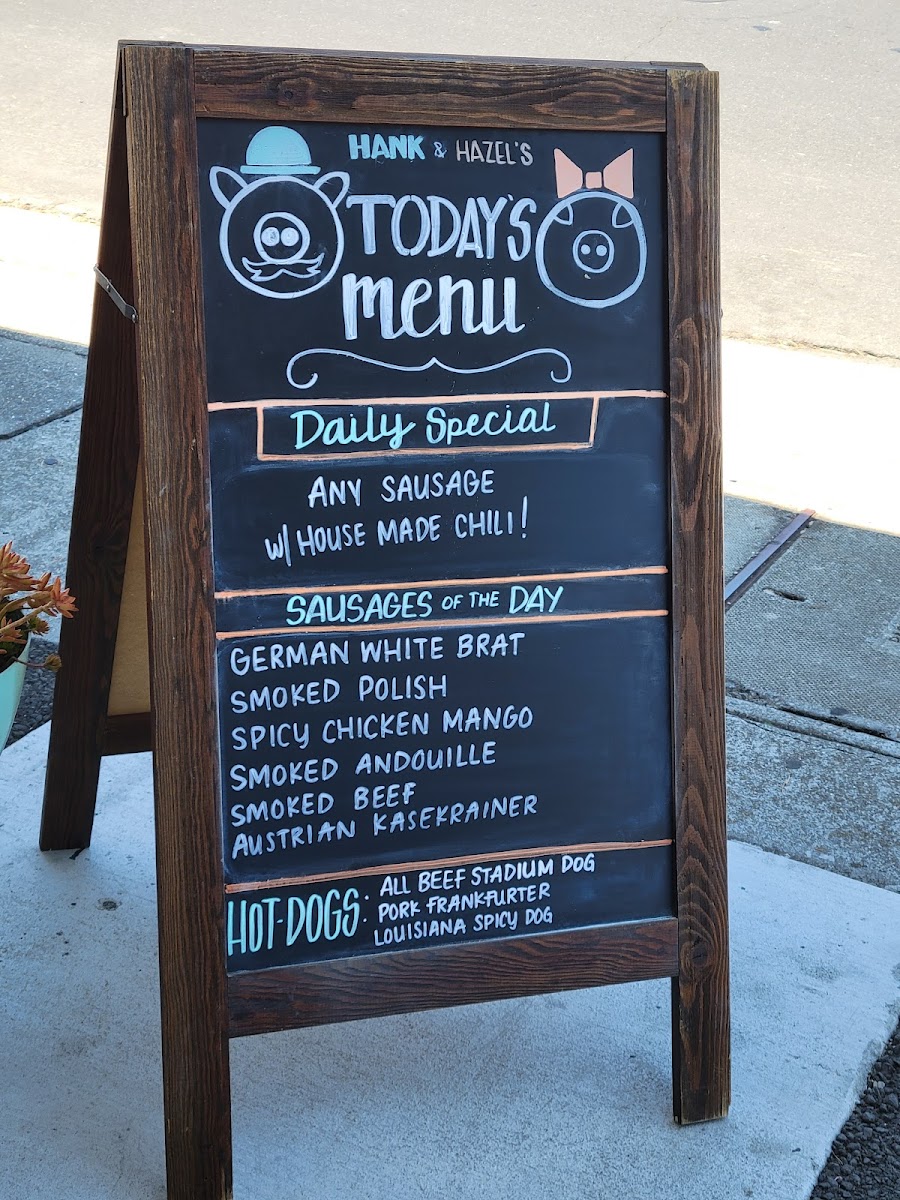 HANK & HAZEL'S
TODAY'S
menu
Daily Special
ANY SAUSAGE
W/ HOUSE MADE CHILI!
SAUSAGES OF THE DAY
GERMAN WHITE BRAT
SMOKED POLISH
SPICY CHICKEN MANGO
SMOKED ANDOUILLE
SMOKED BEEF
AUSTRIAN KASEKRAINER
HOT-DOGS: ALL BEEF STADIUM DOG
PORK FRANKFURTER
LOUISIANA SPICY DOG